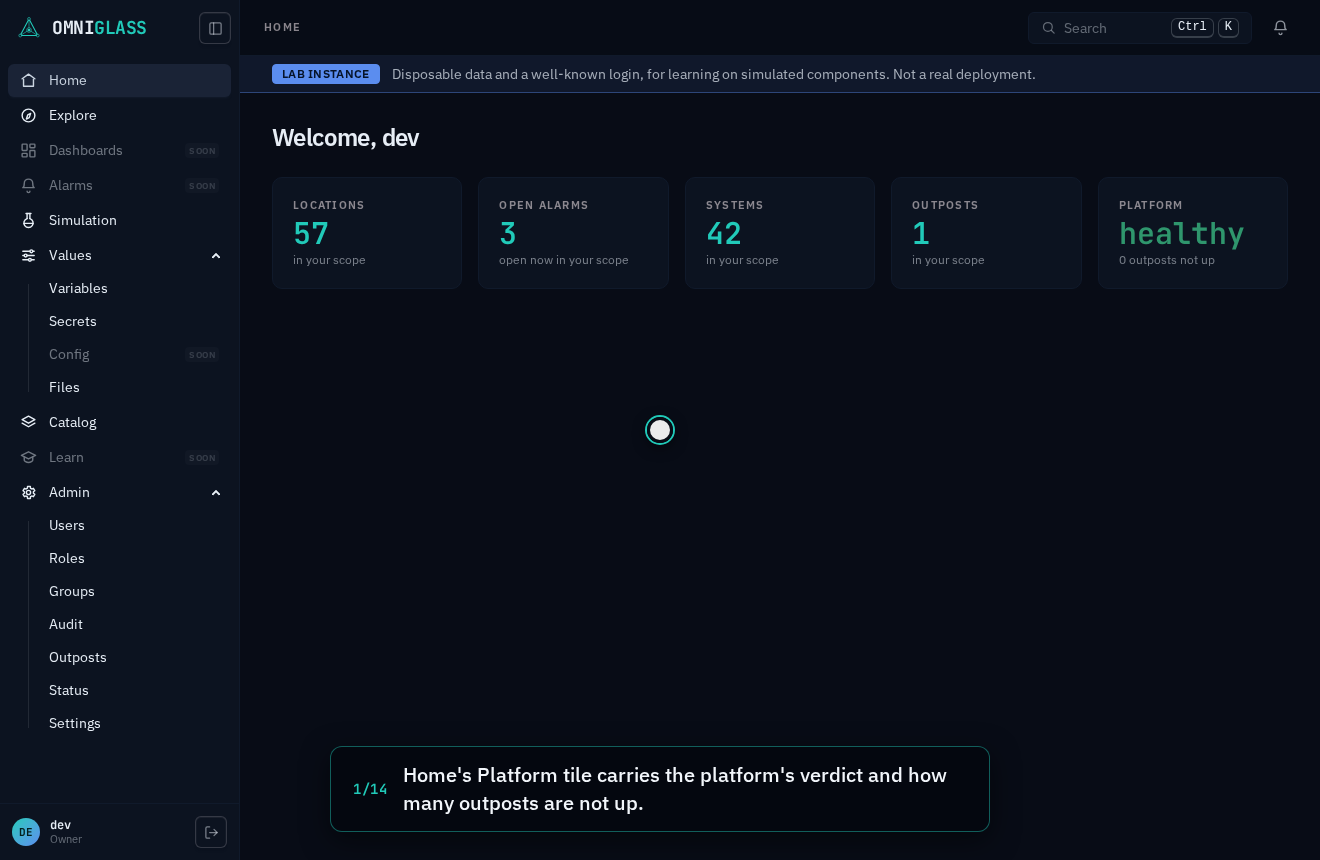 OMNIGLASS
HOME
Search
Ctrl
K
LAB INSTANCE
Disposable data and a well-known login, for learning on simulated components. Not a real deployment.
Home
Explore
Dashboards
SOON
Alarms
SOON
Simulation
Values
Variables
Secrets
Config
SOON
Files
Catalog
Learn
SOON
Admin
Users
Roles
Groups
Audit
Outposts
Status
Settings
DE
dev
Owner
Welcome, dev
LOCATIONS
57
in your scope
OPEN ALARMS
3
open now in your scope
SYSTEMS
42
in your scope
OUTPOSTS
1
in your scope
PLATFORM
healthy
0 outposts not up
1/14
Home's Platform tile carries the platform's verdict and how
many outposts are not up.